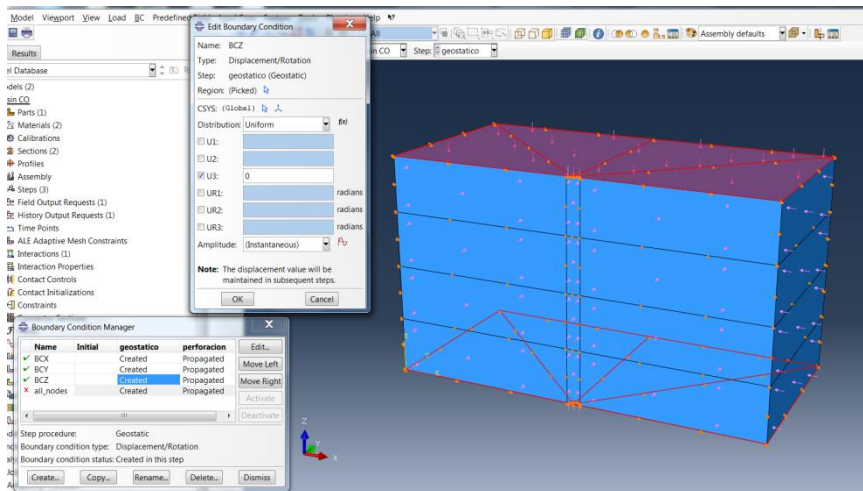 Model Viewport View Load BC
Edit Boundary Condition
Name: BCZ
Type: Displacement/Rotation
Step: geostatico (Geostatic)
Region: (Picked)
CSYS: (Global)
Distribution: Uniform f(x)
U1:
U2:
U3: 0
UR1: radians
UR2: radians
UR3: radians
Amplitude: (Instantaneous)
Note: The displacement value will be
maintained in subsequent steps.
OK Cancel
All
Assembly defaults
CO Step: geostatico
Results
Database
(2)
sin CO
Parts (1)
Materials (2)
Calibrations
Sections (2)
Profiles
Assembly
Steps (3)
Field Output Requests (1)
History Output Requests (1)
Time Points
ALE Adaptive Mesh Constraints
Interactions (1)
Interaction Properties
Contact Controls
Contact Initializations
Constraints
Boundary Condition Manager
Name Initial geostatico perforacion
BCX Created Propagated
BCY Created Propagated
BCZ Created Propagated
all_nodes Created Propagated
Edit...
Move Left
Move Right
Activate
Deactivate
Step procedure: Geostatic
Boundary condition type: Displacement/Rotation
Boundary condition status: Created in this step
Create... Copy... Rename... Delete... Dismiss
Z
Y
X